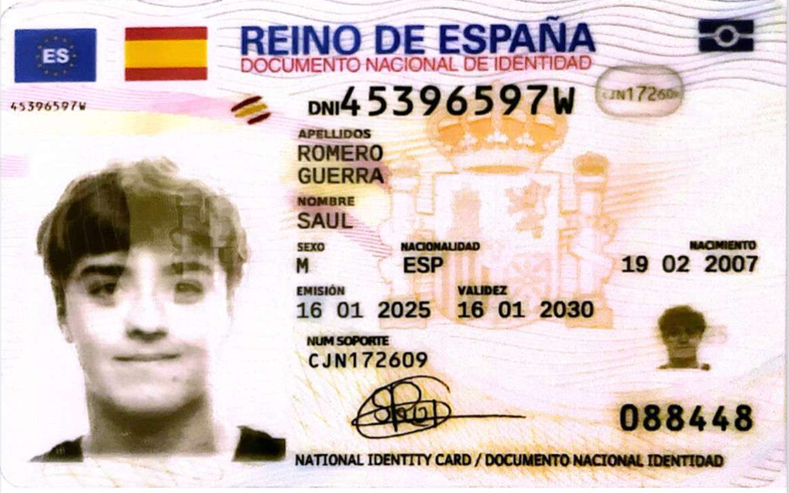 ES
REINO DE ESPAÑA
DOCUMENTO NACIONAL DE IDENTIDAD
45396597W
DNI 45396597W
CJN172609
APELLIDOS
ROMERO
GUERRA
NOMBRE
SAUL
SEXO NACIONALIDAD NACIMIENTO
M ESP 19 02 2007
EMISIÓN VALIDEZ
16 01 2025 16 01 2030
NUM SOPORTE
CJN172609
088448
NATIONAL IDENTITY CARD / DOCUMENTO NACIONAL IDENTIDAD